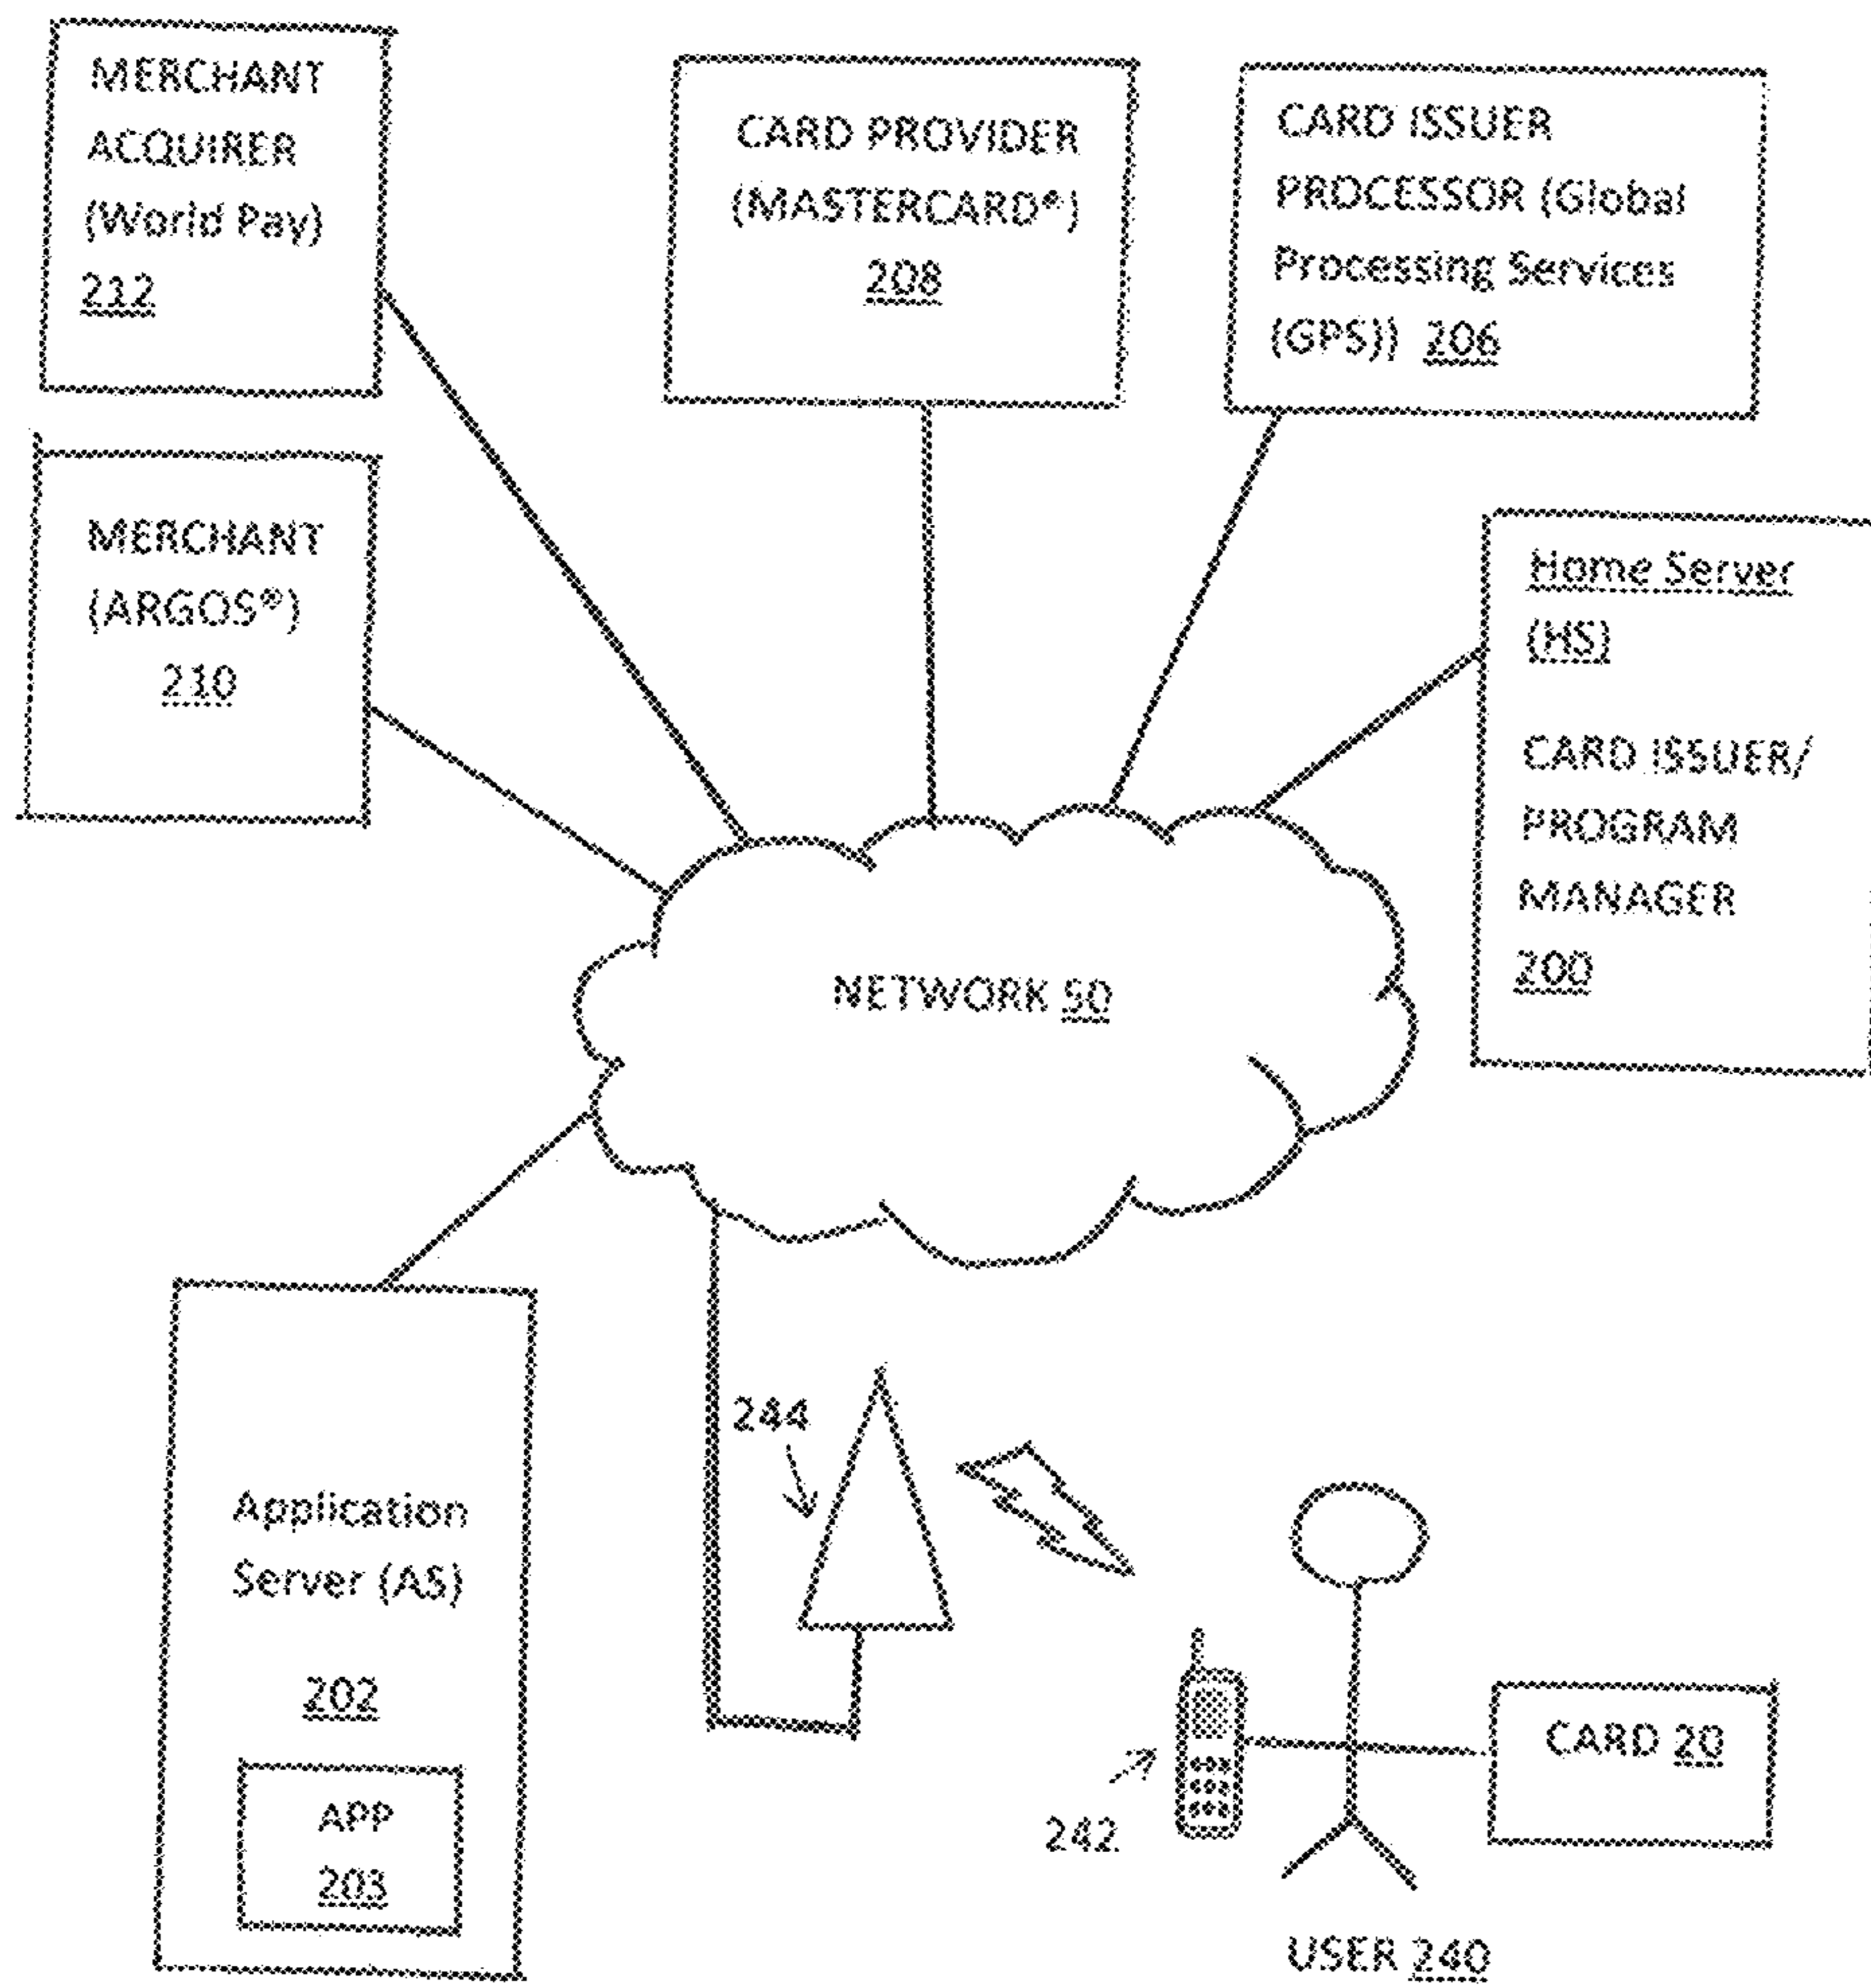 MERCHANT
ACQUIRER
(World Pay)
212
CARD PROVIDER
(MASTERCARD®)
208
CARD ISSUER
PROCESSOR (Global
Processing Services
(GPS)) 206
MERCHANT
(ARGOS®)
210
Home Server
(HS)
CARD ISSUER/
PROGRAM
MANAGER
200
NETWORK 50
Application
Server (AS)
202
APP
203
244
242
CARD 20
USER 240